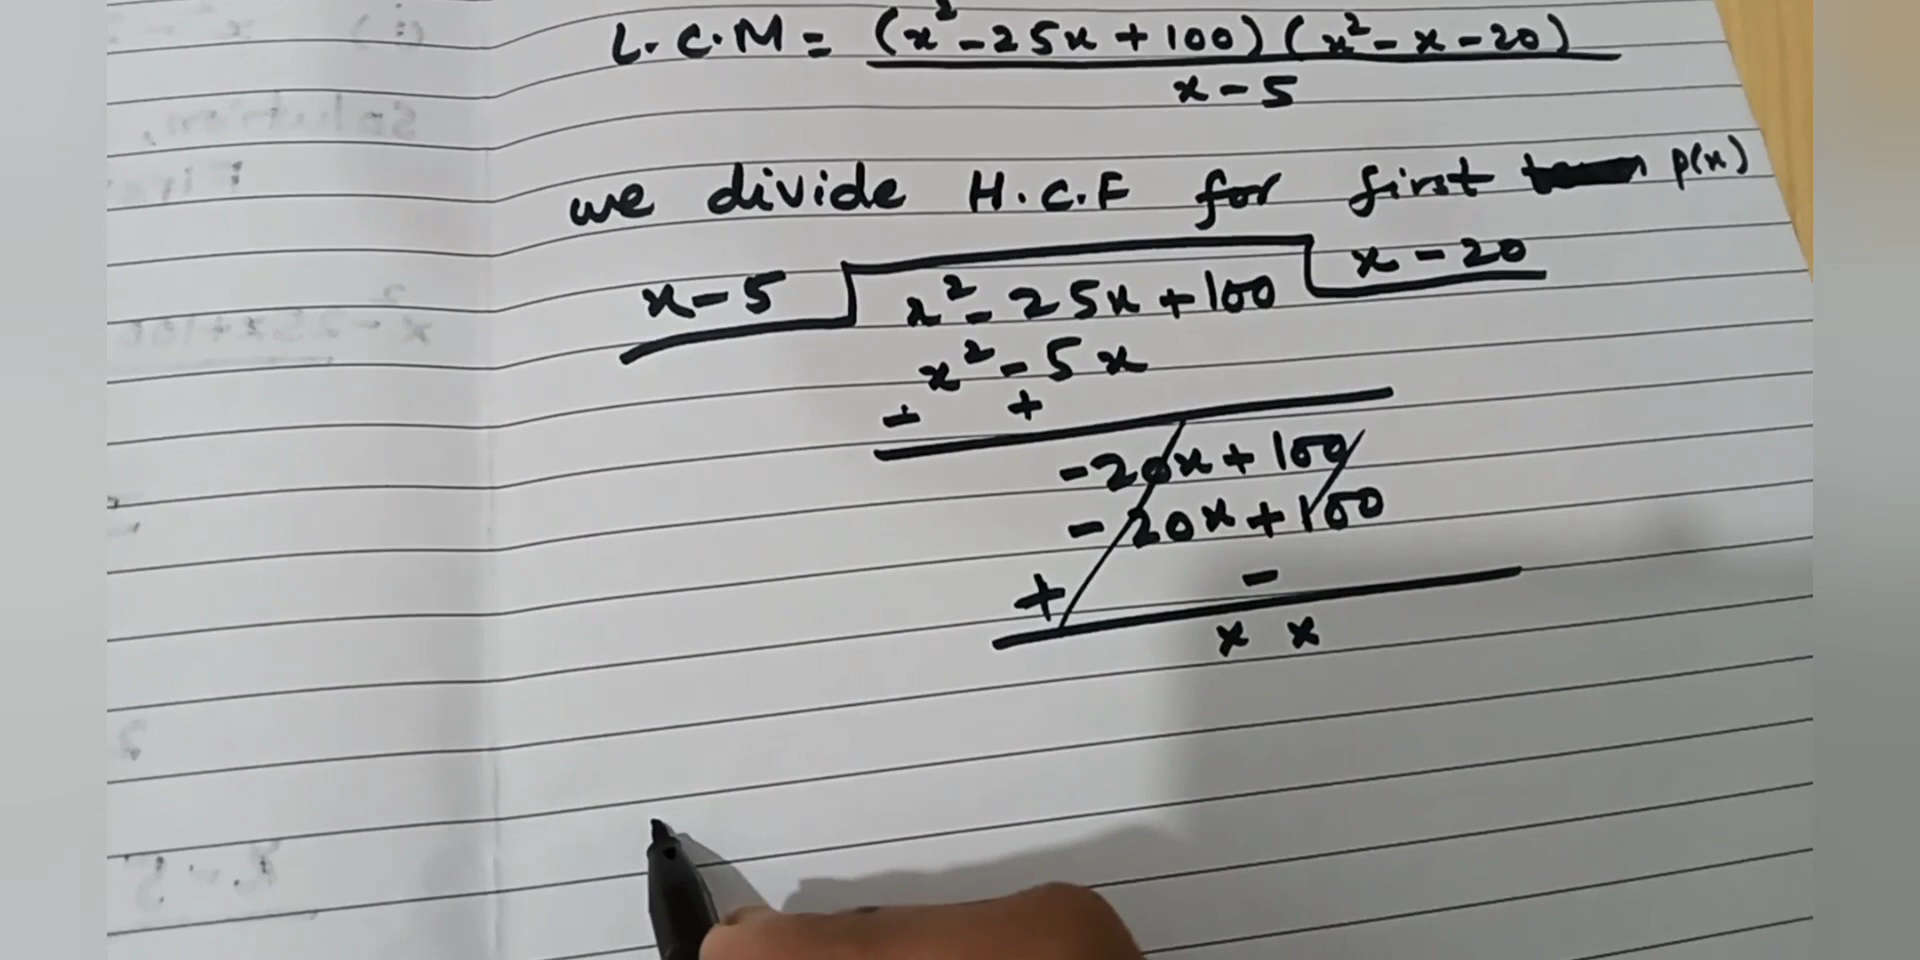 L.C.M = (x² - 25x + 100) (x² - x - 20)
x - 5
we divide H.C.F for first p(x)
x - 5 x² - 25x + 100 x - 20
x² - 5x
- +
-20x + 100
-20x + 100
+ -
x x